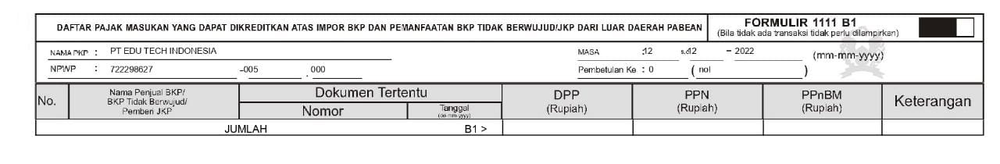 DAFTAR PAJAK MASUKAN YANG DAPAT DIKREDITKAN ATAS IMPOR BKP DAN PEMANFAATAN BKP TIDAK BERWUJUD/JKP DARI LUAR DAERAH PABEAN
FORMULIR 1111 B1
(Bila tidak ada transaksi tidak perlu dilampirkan)
NAMA PKP : PT EDU TECH INDONESIA
MASA :12 s.d12 – 2022 (mm-mm-yyyy)
NPWP : 722298627 -005 . 000
Pembetulan Ke : 0 ( nol )
No.
Nama Penjual BKP/
BKP Tidak Berwujud/
Pemberi JKP
Dokumen Tertentu
Nomor
Tanggal
(dd-mm-yyyy)
DPP
(Rupiah)
PPN
(Rupiah)
PPnBM
(Rupiah)
Keterangan
JUMLAH B1 >